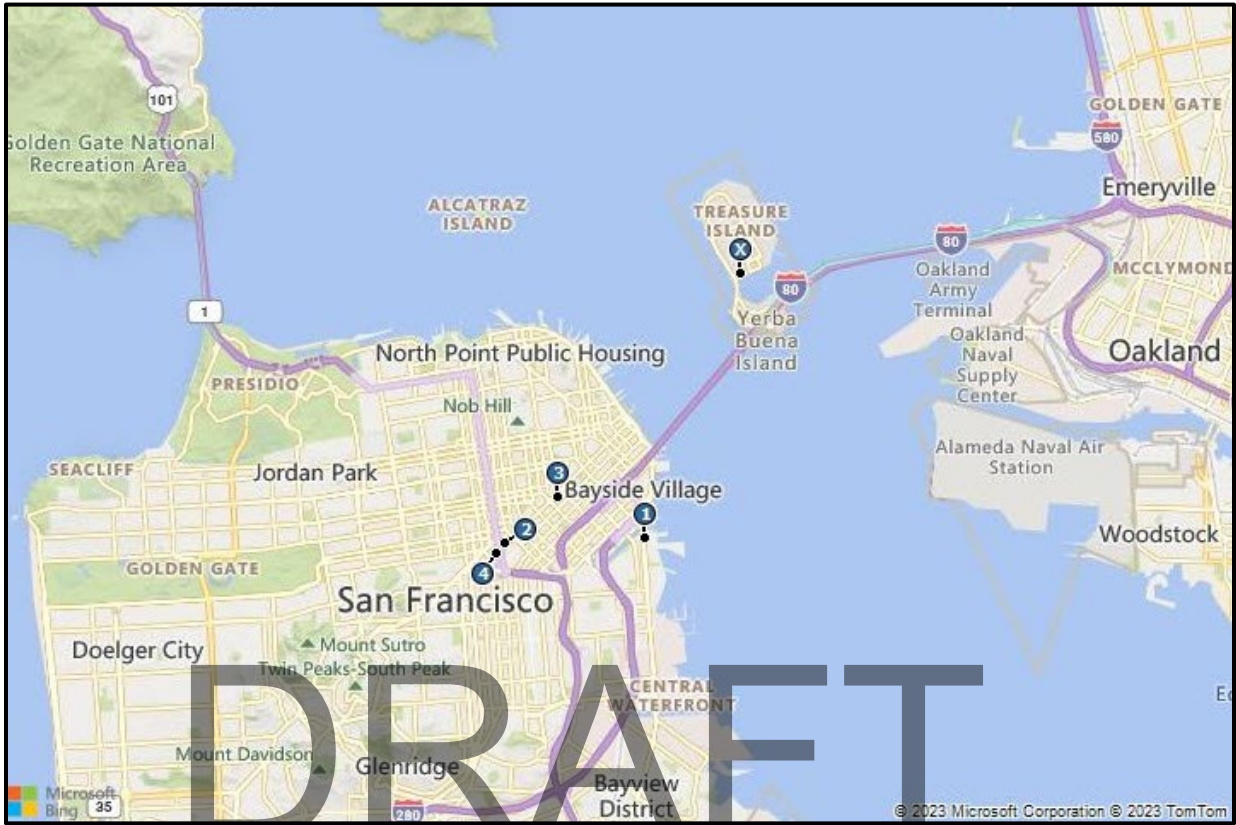 101
GOLDEN GATE
580
Golden Gate National
Recreation Area
Emeryville
ALCATRAZ
ISLAND
TREASURE
ISLAND
X
80
80
Oakland
Army
Terminal
MCCLYMOND
1
Yerba
Buena
Island
Oakland
Naval
Supply
Center
Oakland
North Point Public Housing
PRESIDIO
Nob Hill
SEACLIFF
Jordan Park
3
Bayside Village
Alameda Naval Air
Station
1
2
Woodstock
GOLDEN GATE
4
San Francisco
Doelger City
Mount Sutro
Twin Peaks-South Peak
CENTRAL
WATERFRONT
DRAFT
Mount Davidson
Glenridge
Bayview
District
Microsoft
Bing
35
280
© 2023 Microsoft Corporation © 2023 TomTom